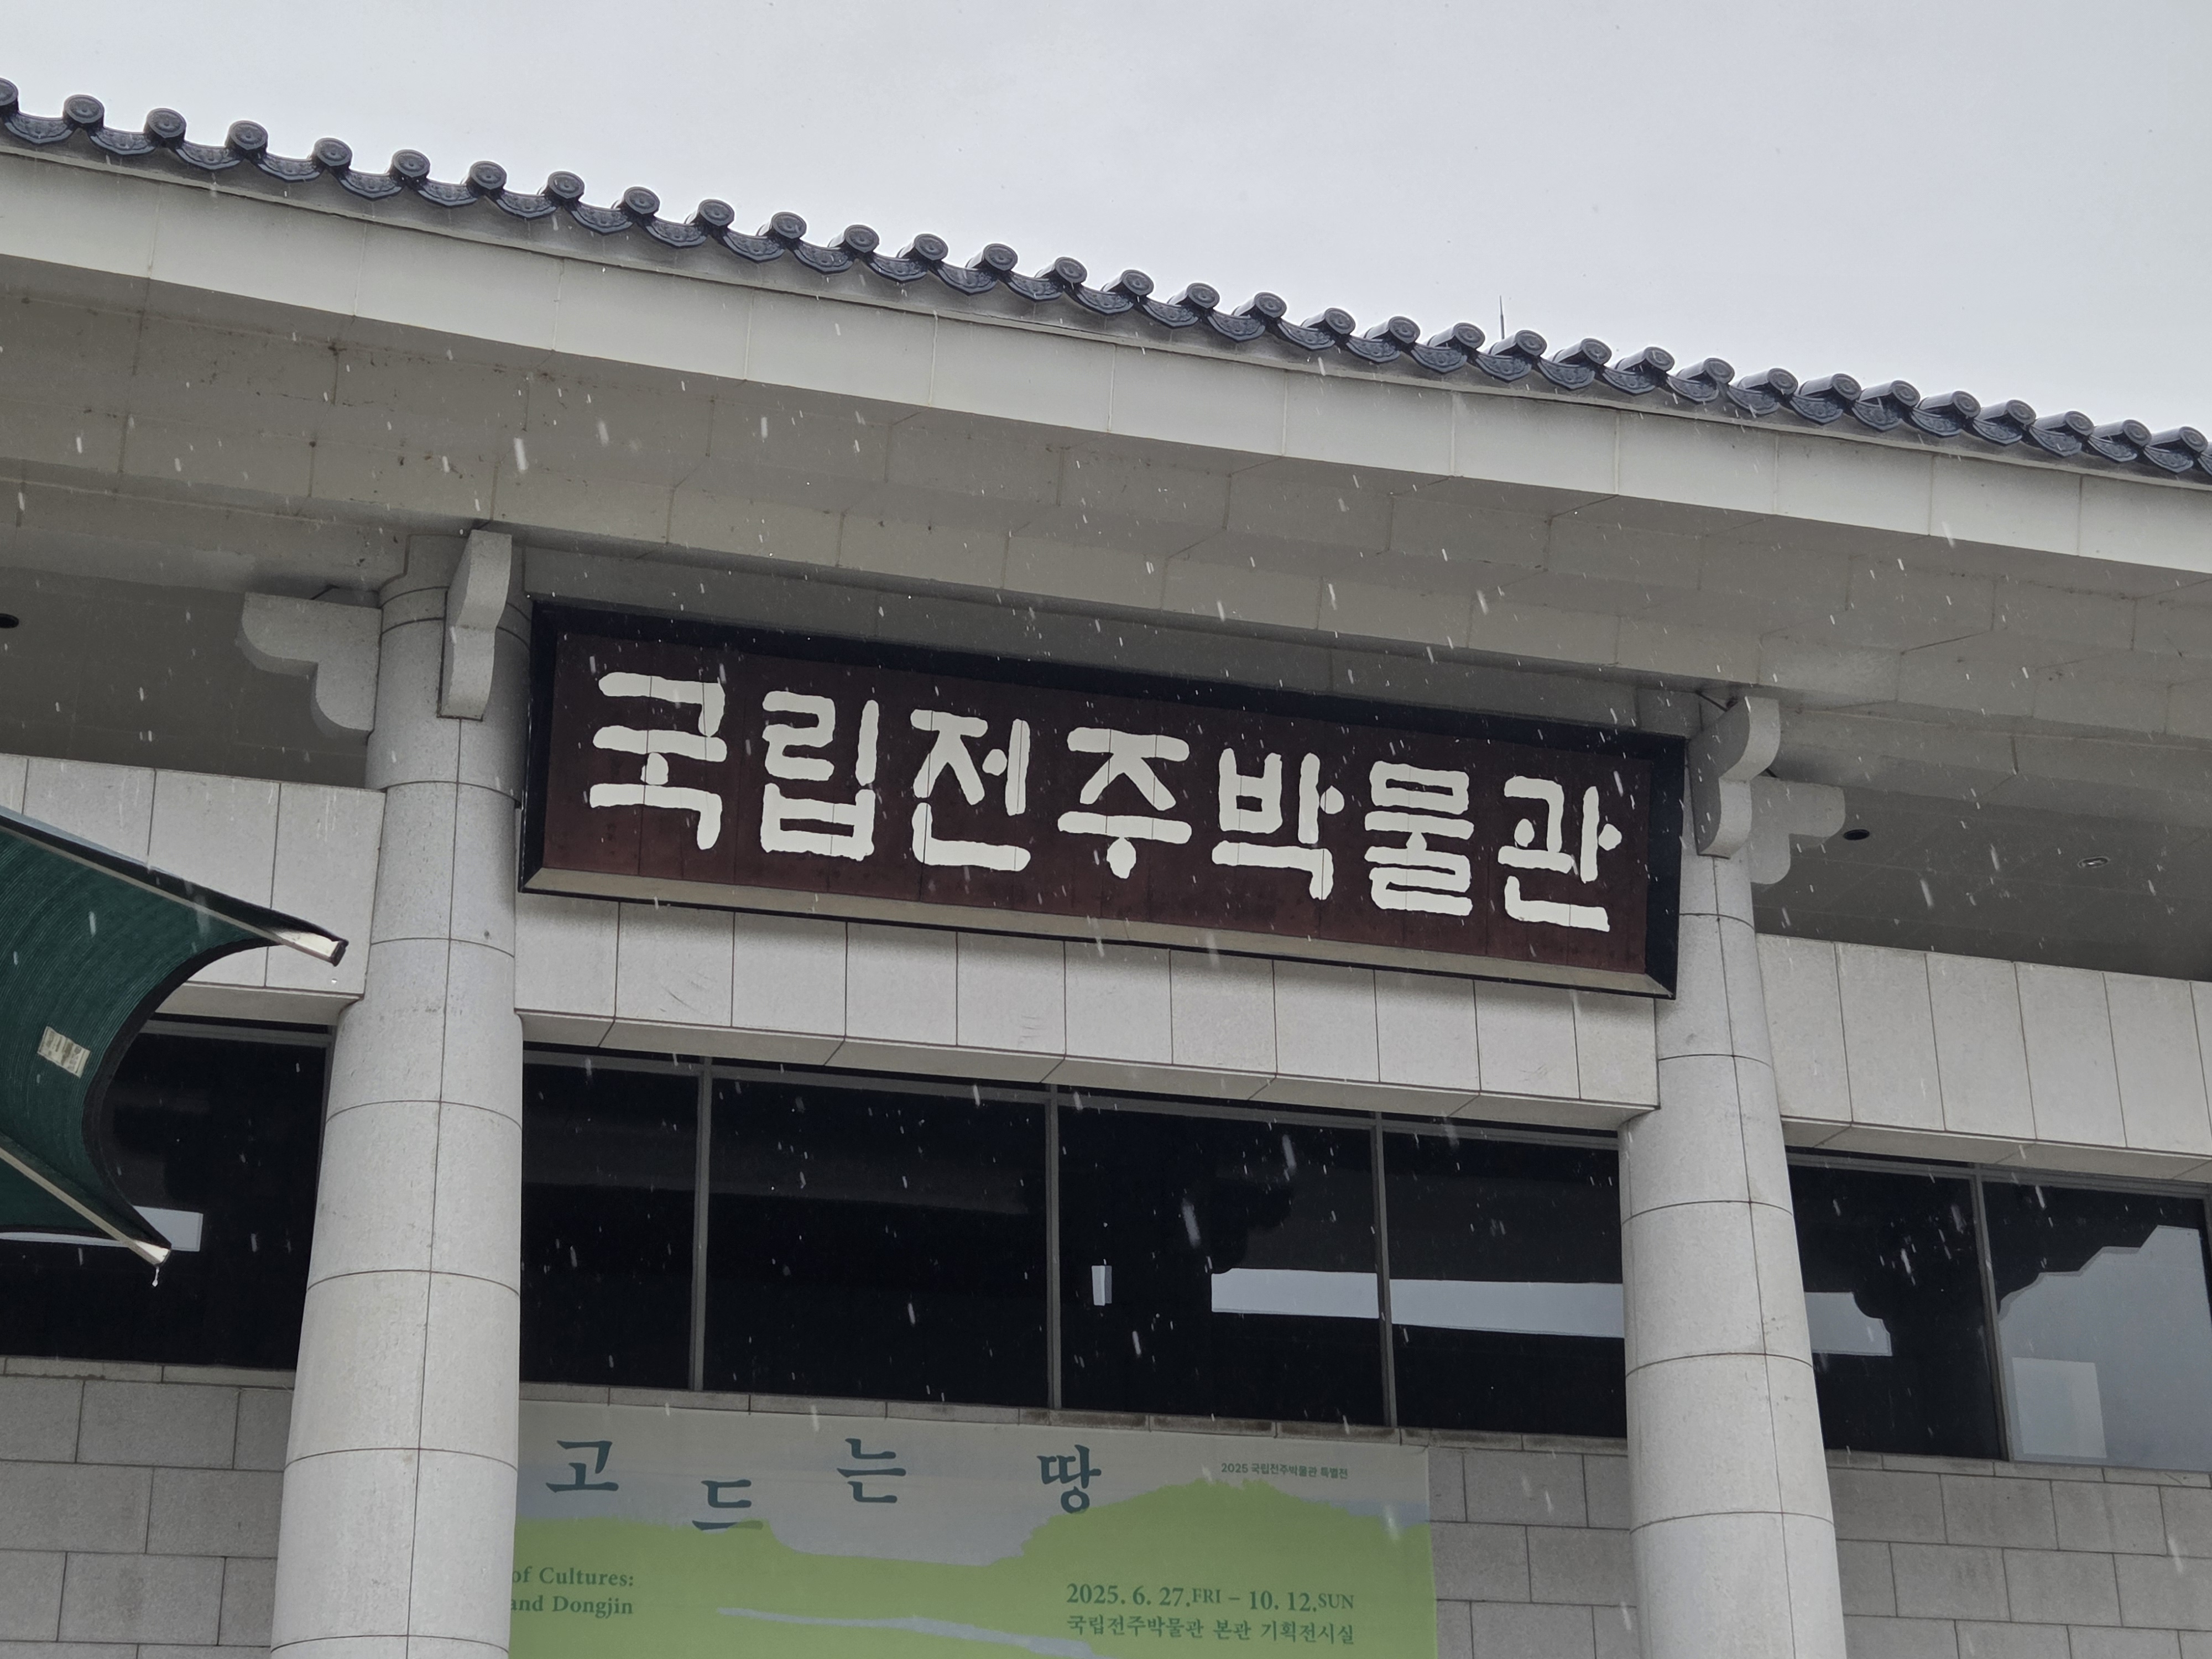 국립전주박물관
고드는 땅
2025 국립전주박물관 특별전
of Cultures:
and Dongjin
2025. 6. 27.FRI – 10. 12.SUN
국립전주박물관 본관 기획전시실